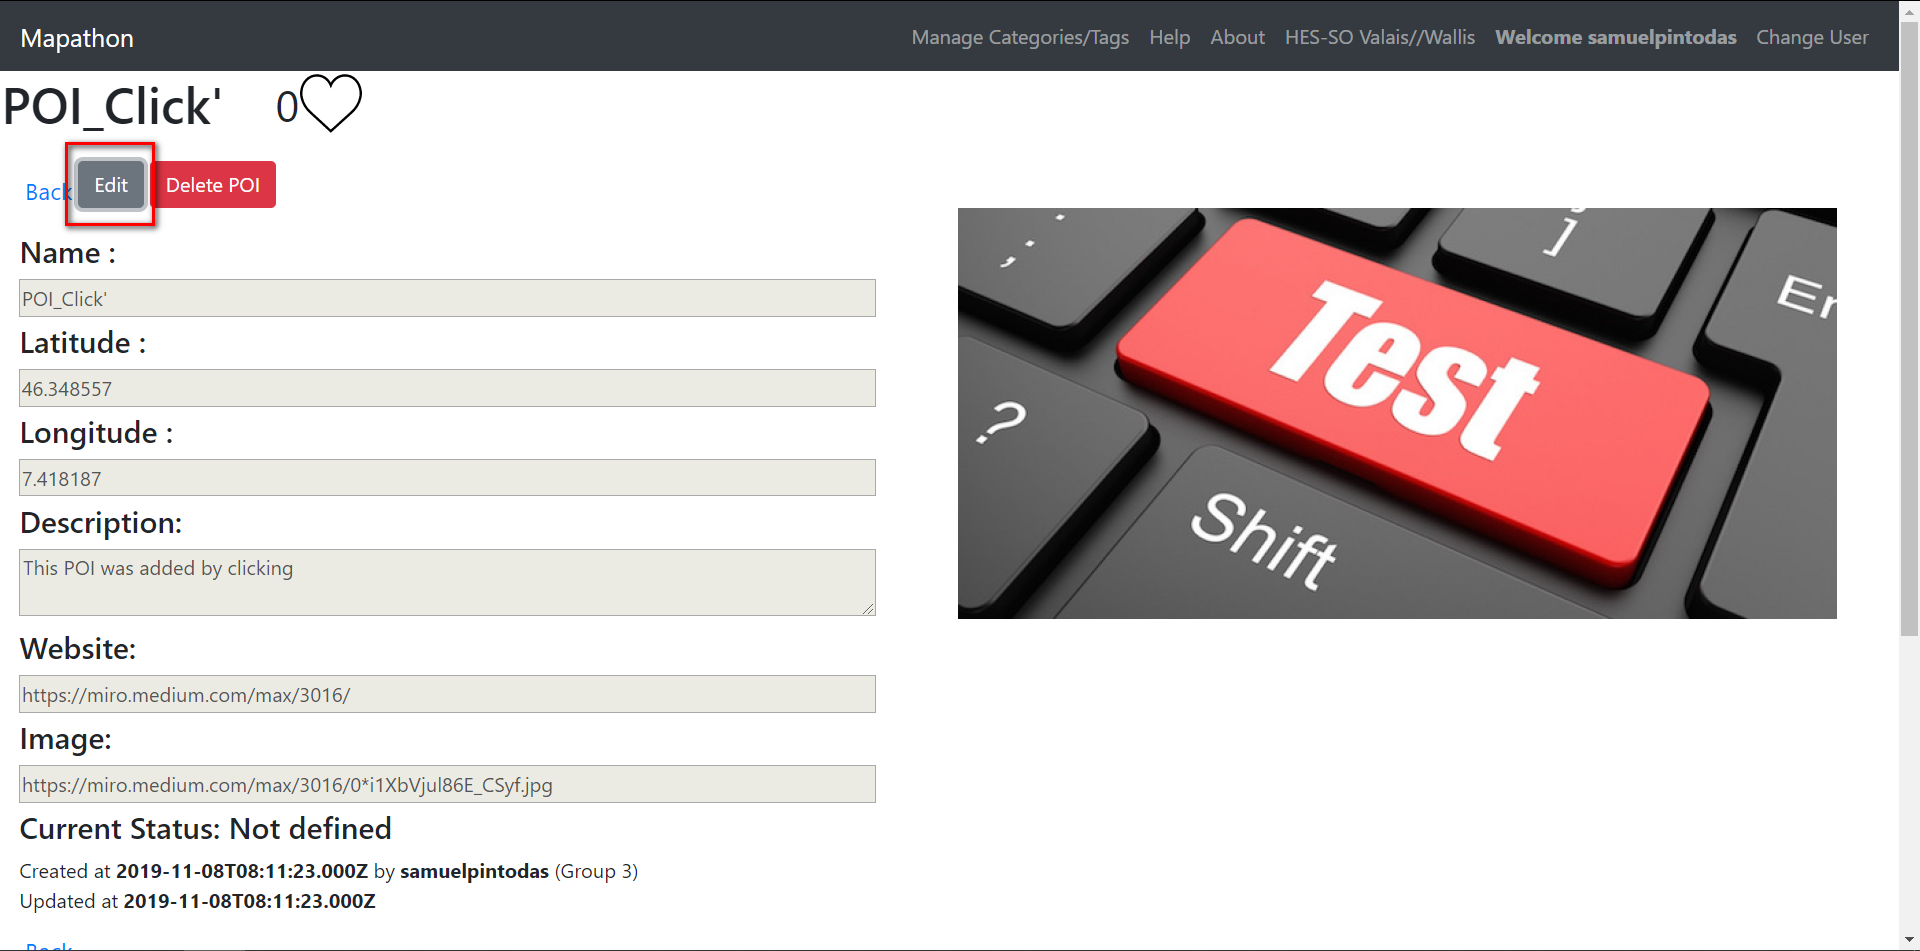 Mapathon Manage Categories/Tags Help About HES-SO Valais//Wallis Welcome samuelpintodas Change User
POI_Click' 0
Back Edit Delete POI
Name :
POI_Click'
Latitude :
46.348557
Longitude :
7.418187
Description:
This POI was added by clicking
Website:
https://miro.medium.com/max/3016/
Image:
https://miro.medium.com/max/3016/0*i1XbVjul86E_CSyf.jpg
Current Status: Not defined
Created at 2019-11-08T08:11:23.000Z by samuelpintodas (Group 3)
Updated at 2019-11-08T08:11:23.000Z
Back
;
]
Test
?
Shift